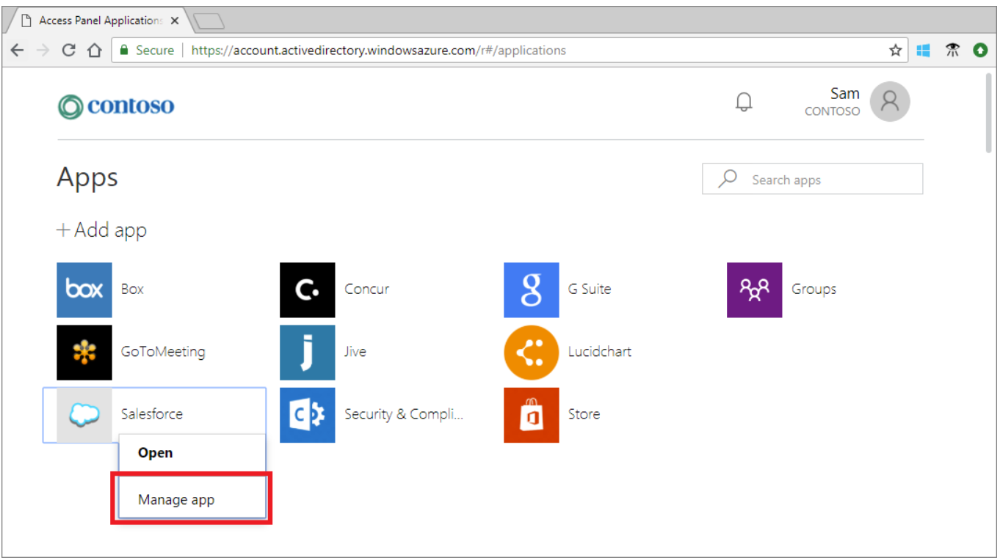 Access Panel Applications
Secure | https://account.activedirectory.windowsazure.com/r#/applications
contoso
Sam
CONTOSO
Apps
Search apps
+ Add app
box Box
C. Concur
g G Suite
Groups
GoToMeeting
j Jive
Lucidchart
Salesforce
C Security & Compli...
Store
Open
Manage app